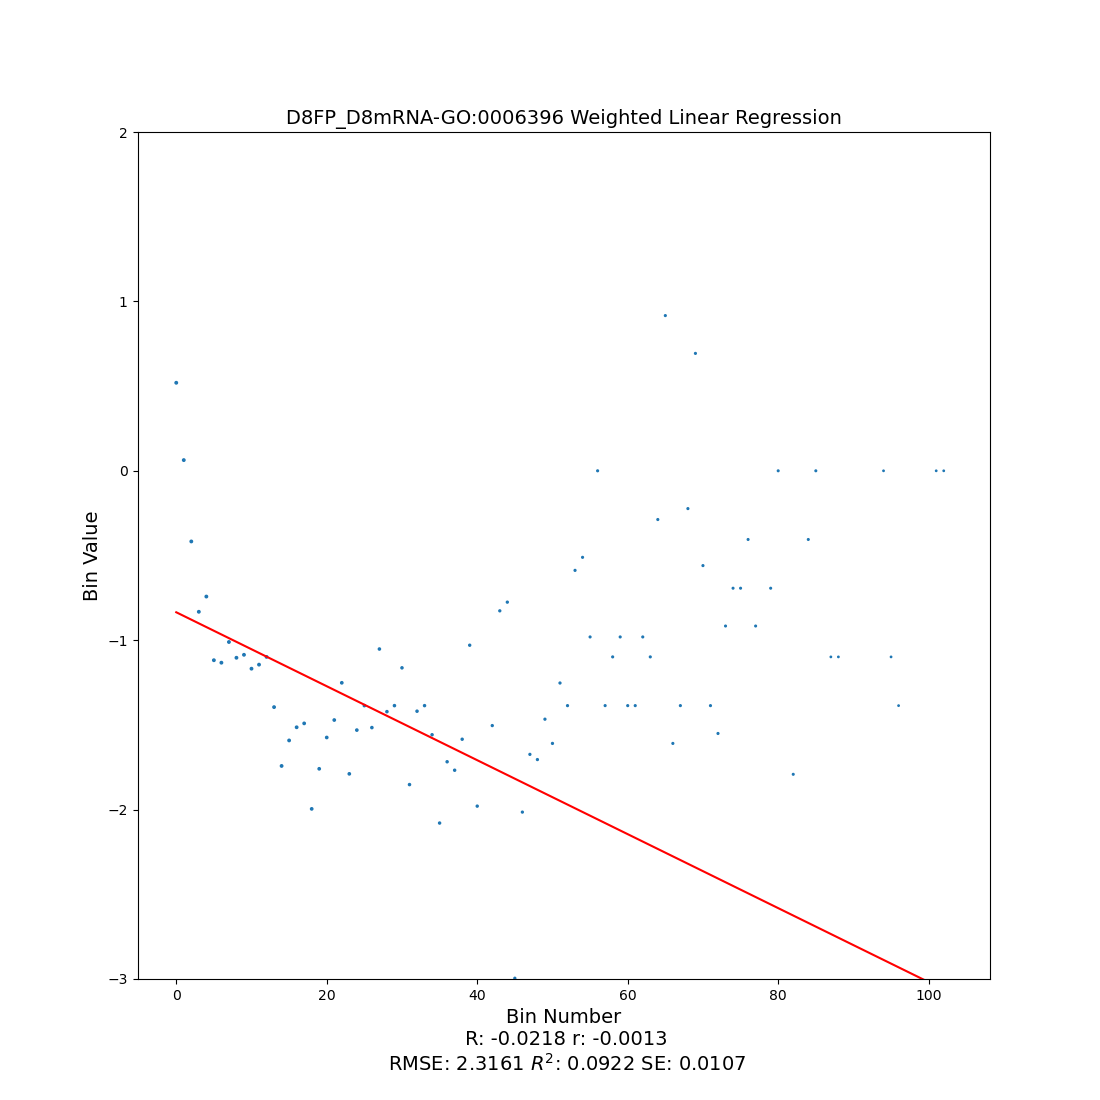 D8FP_D8mRNA-GO:0006396 Weighted Linear Regression
2
1
0
−1
−2
−3
Bin Value
0 20 40 60 80 100
Bin Number
R: -0.0218 r: -0.0013
RMSE: 2.3161 R²: 0.0922 SE: 0.0107